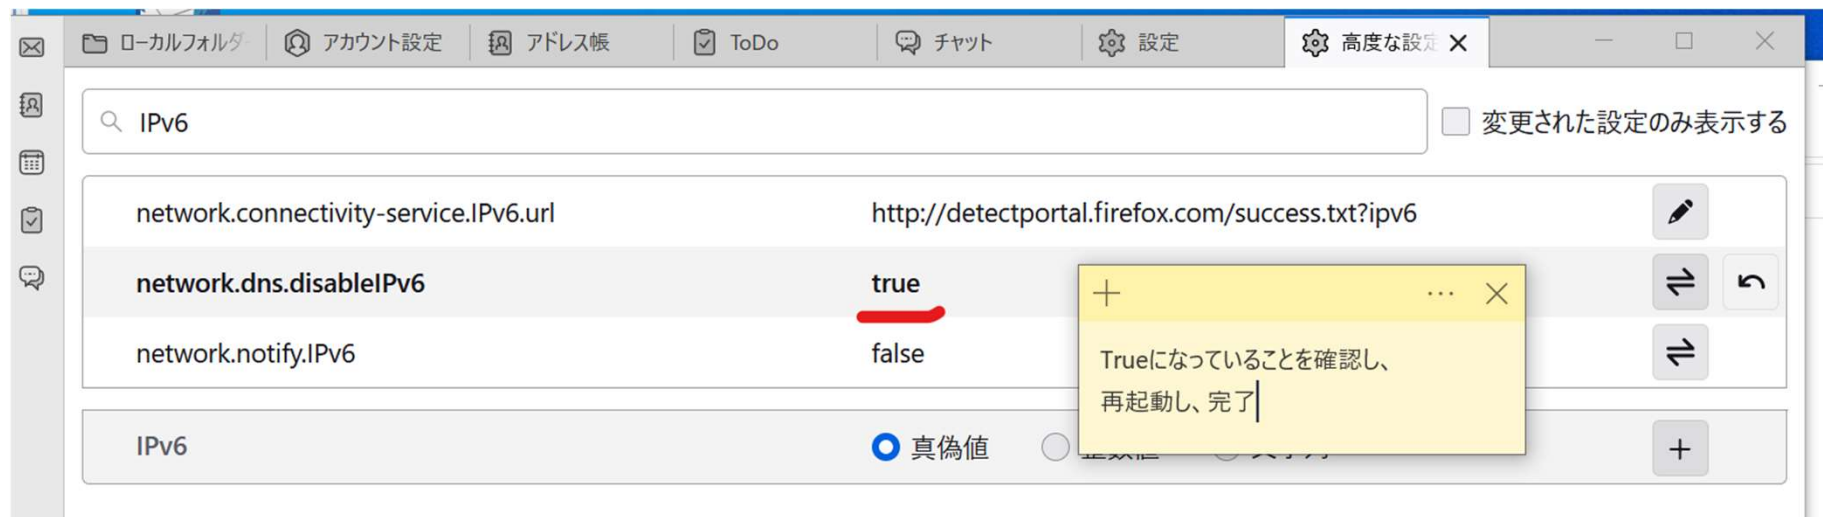 ローカルフォルダ
アカウント設定
アドレス帳
ToDo
チャット
設定
高度な設定
IPv6
変更された設定のみ表示する
network.connectivity-service.IPv6.url http://detectportal.firefox.com/success.txt?ipv6
network.dns.disableIPv6 true
network.notify.IPv6 false
Trueになっていることを確認し、
再起動し、完了
IPv6 真偽値